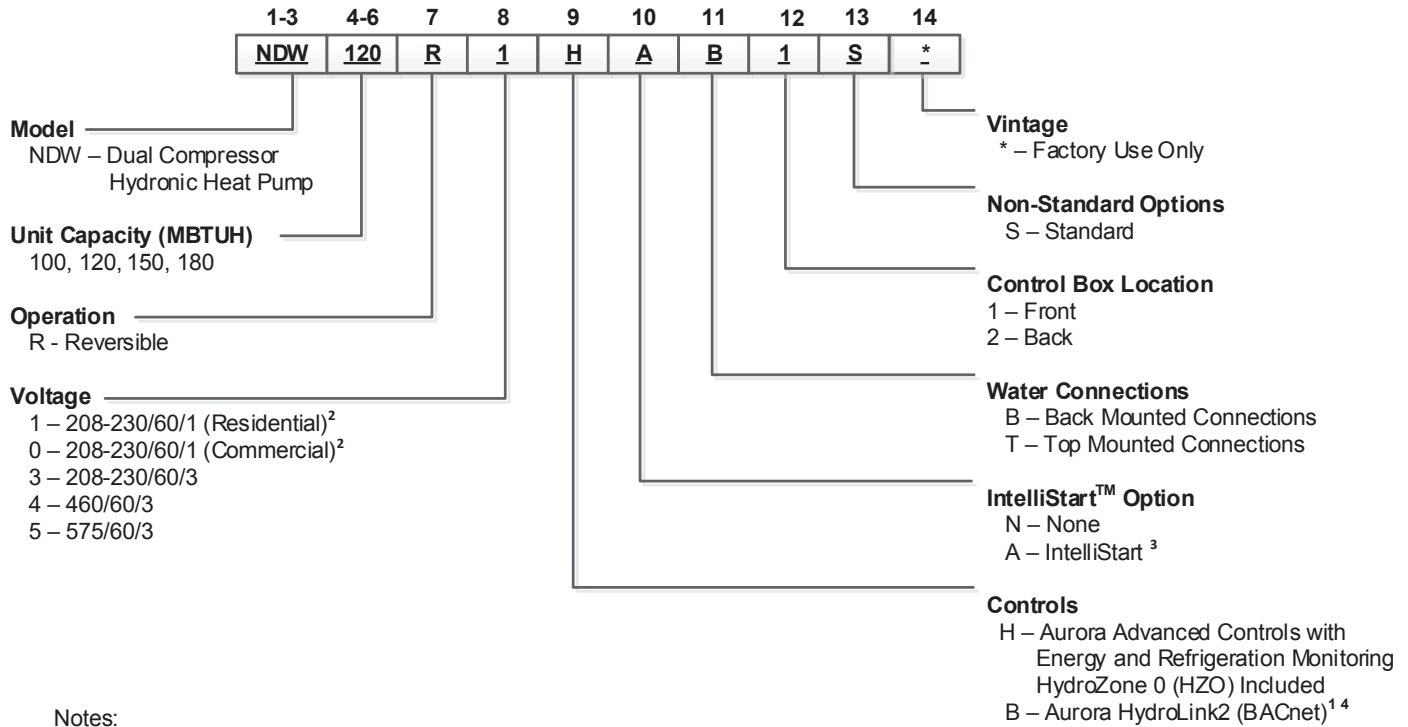 1-3 4-6 7 8 9 10 11 12 13 14
NDW 120 R 1 H A B 1 S *
Model
NDW – Dual Compressor
Hydronic Heat Pump
Unit Capacity (MBTUH)
100, 120, 150, 180
Operation
R - Reversible
Voltage
1 – 208-230/60/1 (Residential)²
0 – 208-230/60/1 (Commercial)²
3 – 208-230/60/3
4 – 460/60/3
5 – 575/60/3
Vintage
* – Factory Use Only
Non-Standard Options
S – Standard
Control Box Location
1 – Front
2 – Back
Water Connections
B – Back Mounted Connections
T – Top Mounted Connections
IntelliStart™ Option
N – None
A – IntelliStart ³
Controls
H – Aurora Advanced Controls with
Energy and Refrigeration Monitoring
HydroZone 0 (HZO) Included
B – Aurora HydroLink2 (BACnet)¹ ⁴
Notes: